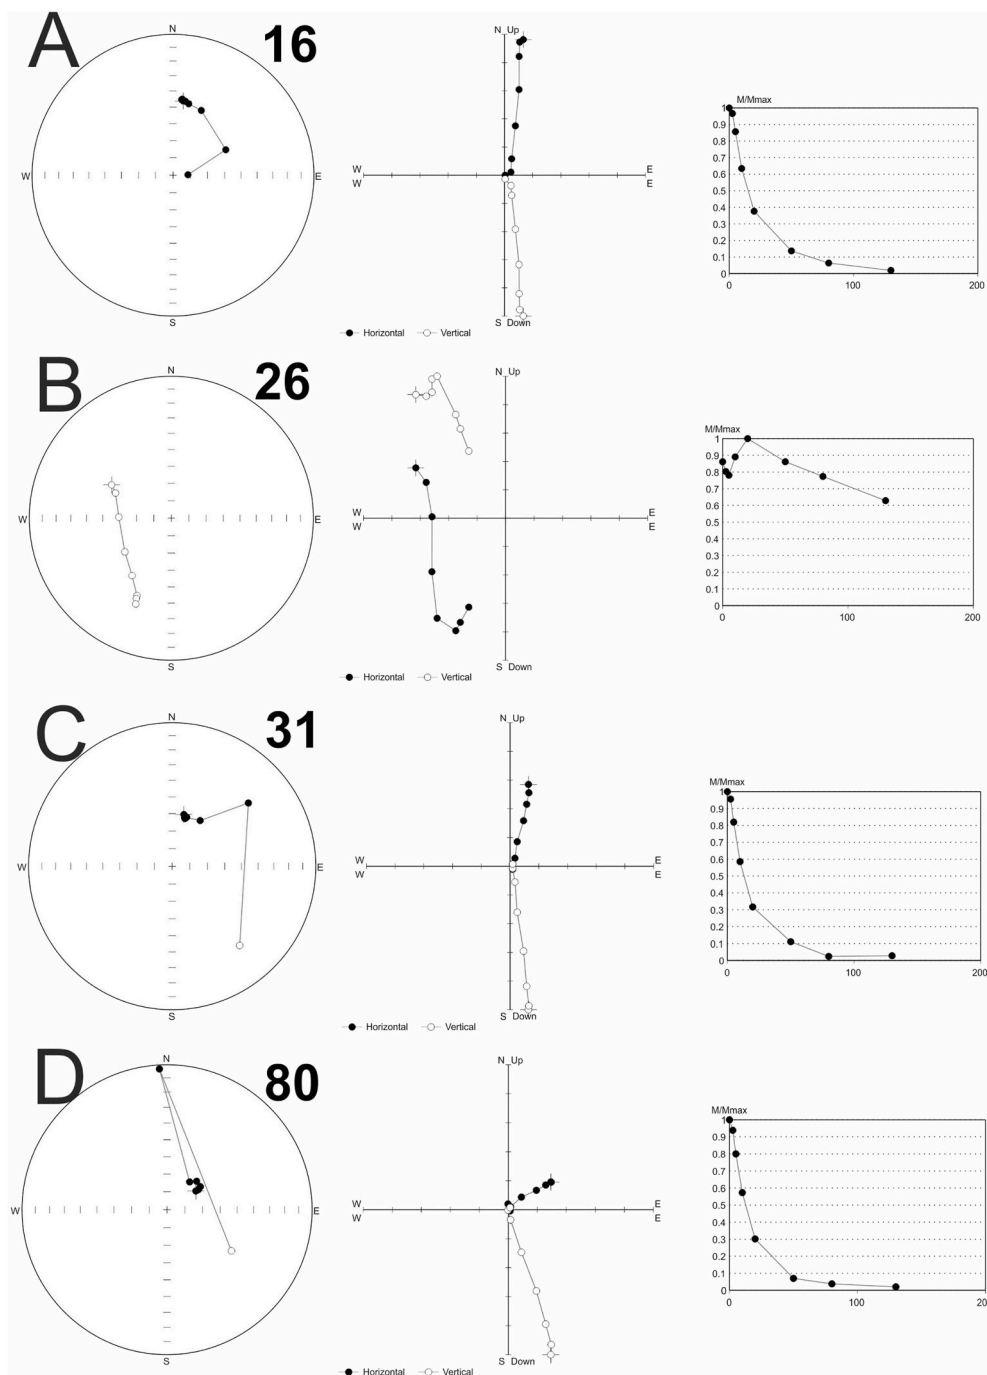 A
16
N
W
E
S
N Up
W
W
E
E
S Down
Horizontal
Vertical
M/Mmax
1
0.9
0.8
0.7
0.6
0.5
0.4
0.3
0.2
0.1
0
0
100
200
B
26
N
W
E
S
N Up
W
W
E
E
S Down
Horizontal
Vertical
M/Mmax
1
0.9
0.8
0.7
0.6
0.5
0.4
0.3
0.2
0.1
0
0
100
200
C
31
N
W
E
S
N Up
W
W
E
E
S Down
Horizontal
Vertical
M/Mmax
1
0.9
0.8
0.7
0.6
0.5
0.4
0.3
0.2
0.1
0
0
100
200
D
80
N
W
E
S
N Up
W
W
E
E
S Down
Horizontal
Vertical
M/Mmax
1
0.9
0.8
0.7
0.6
0.5
0.4
0.3
0.2
0.1
0
0
100